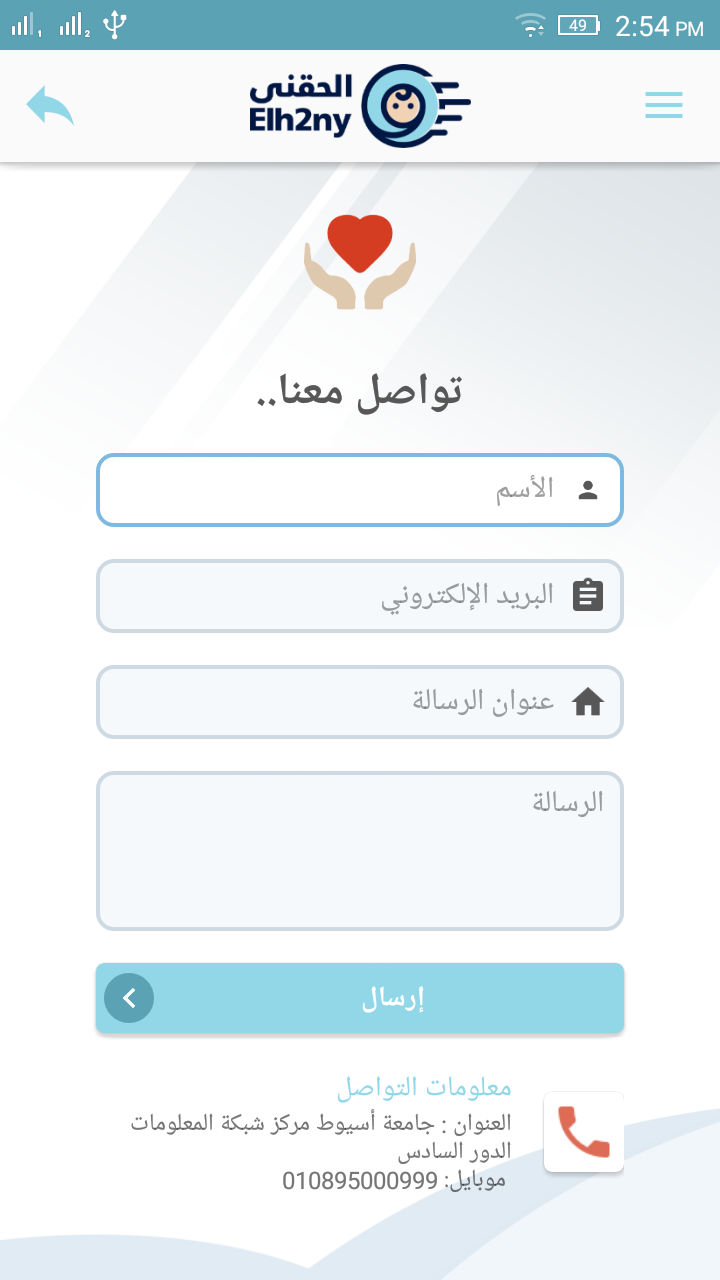 1 2 49 2:54 PM
الحقنى
Elh2ny
تواصل معنا..
الأسم
البريد الإلكتروني
عنوان الرسالة
الرسالة
إرسال
معلومات التواصل
العنوان : جامعة أسيوط مركز شبكة المعلومات
الدور السادس
موبايل: 010895000999